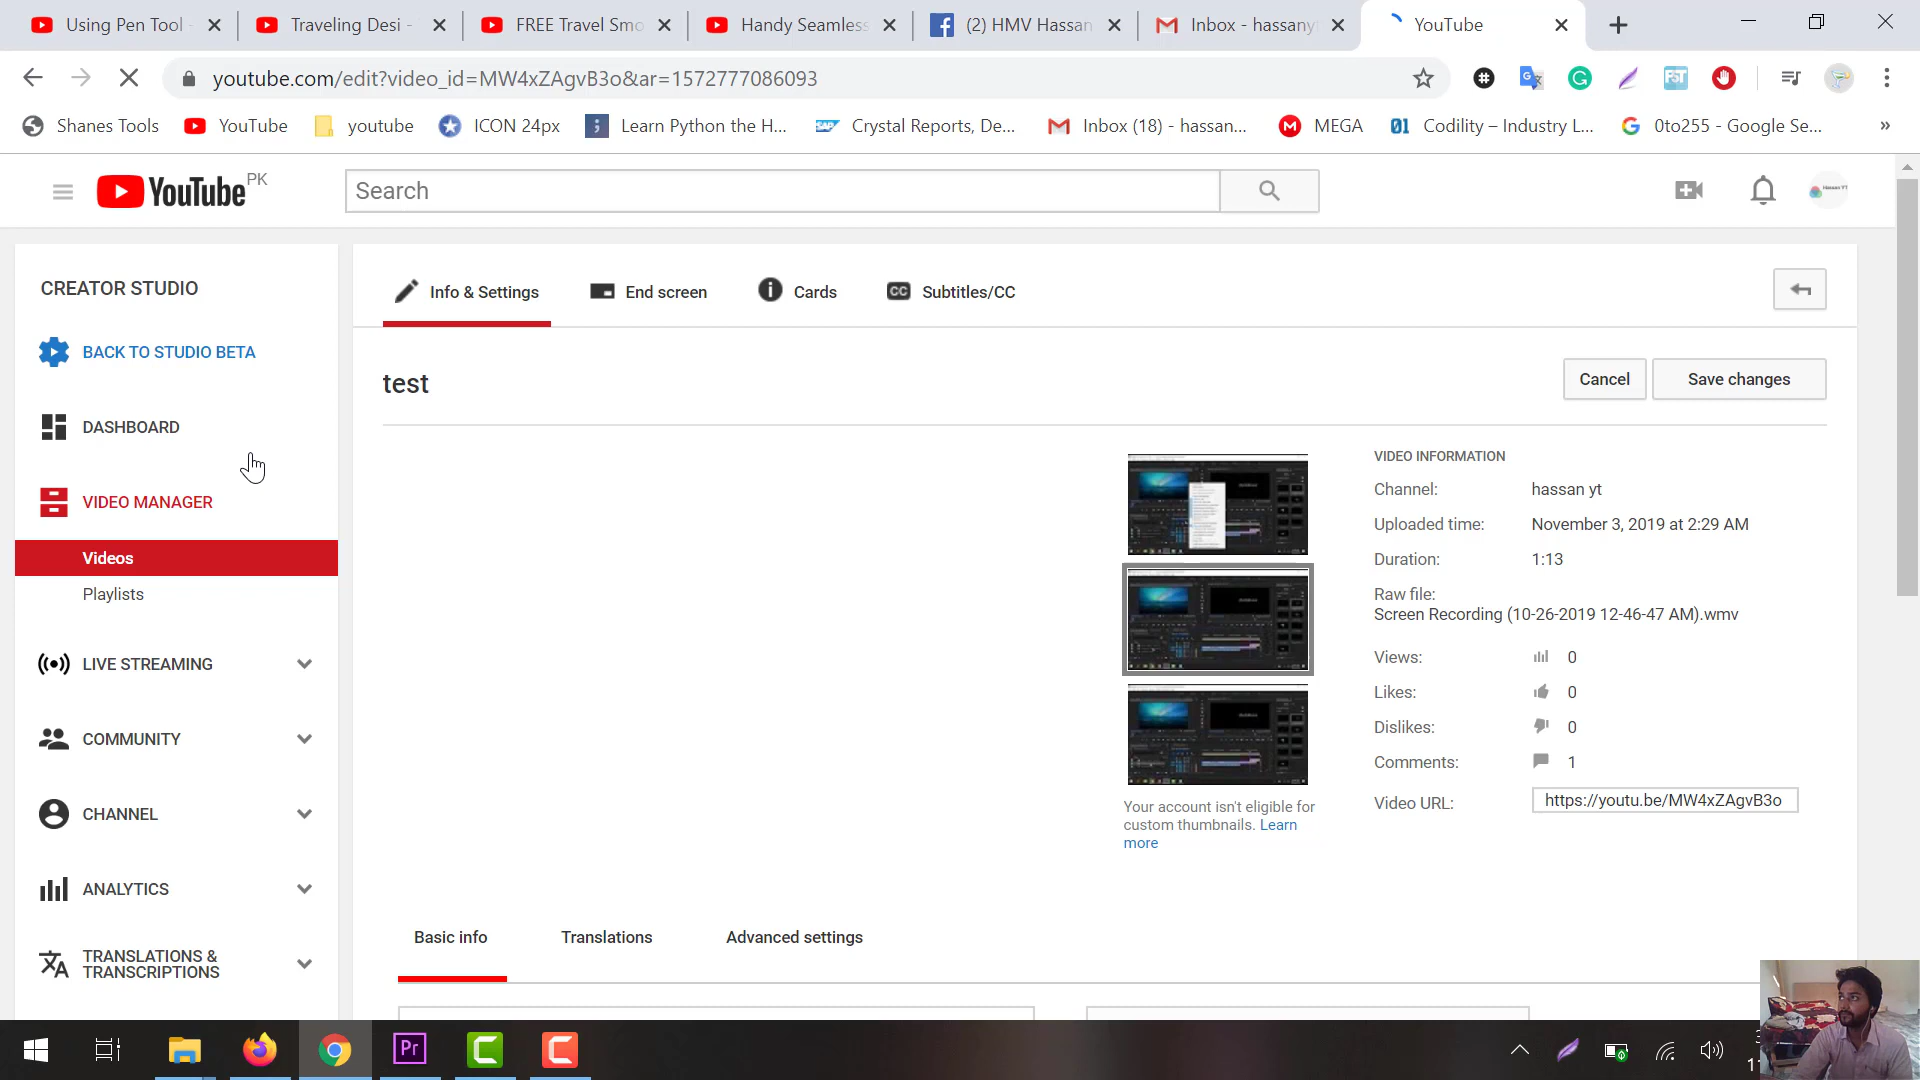 Using Pen Tool -
Traveling Desi -
FREE Travel Smo
Handy Seamless
(2) HMV Hassan
Inbox - hassanyt
YouTube
youtube.com/edit?video_id=MW4xZAgvB3o&ar=1572777086093
Shanes Tools
YouTube
youtube
ICON 24px
Learn Python the H...
Crystal Reports, De...
Inbox (18) - hassan...
MEGA
Codility – Industry L...
0to255 - Google Se...
YouTube PK
Search
CREATOR STUDIO
BACK TO STUDIO BETA
DASHBOARD
VIDEO MANAGER
Videos
Playlists
LIVE STREAMING
COMMUNITY
CHANNEL
ANALYTICS
TRANSLATIONS &
TRANSCRIPTIONS
Info & Settings
End screen
Cards
CC Subtitles/CC
test
Cancel
Save changes
Your account isn't eligible for
custom thumbnails. Learn
more
VIDEO INFORMATION
Channel: hassan yt
Uploaded time: November 3, 2019 at 2:29 AM
Duration: 1:13
Raw file:
Screen Recording (10-26-2019 12-46-47 AM).wmv
Views: 0
Likes: 0
Dislikes: 0
Comments: 1
Video URL: https://youtu.be/MW4xZAgvB3o
Basic info
Translations
Advanced settings
Pr